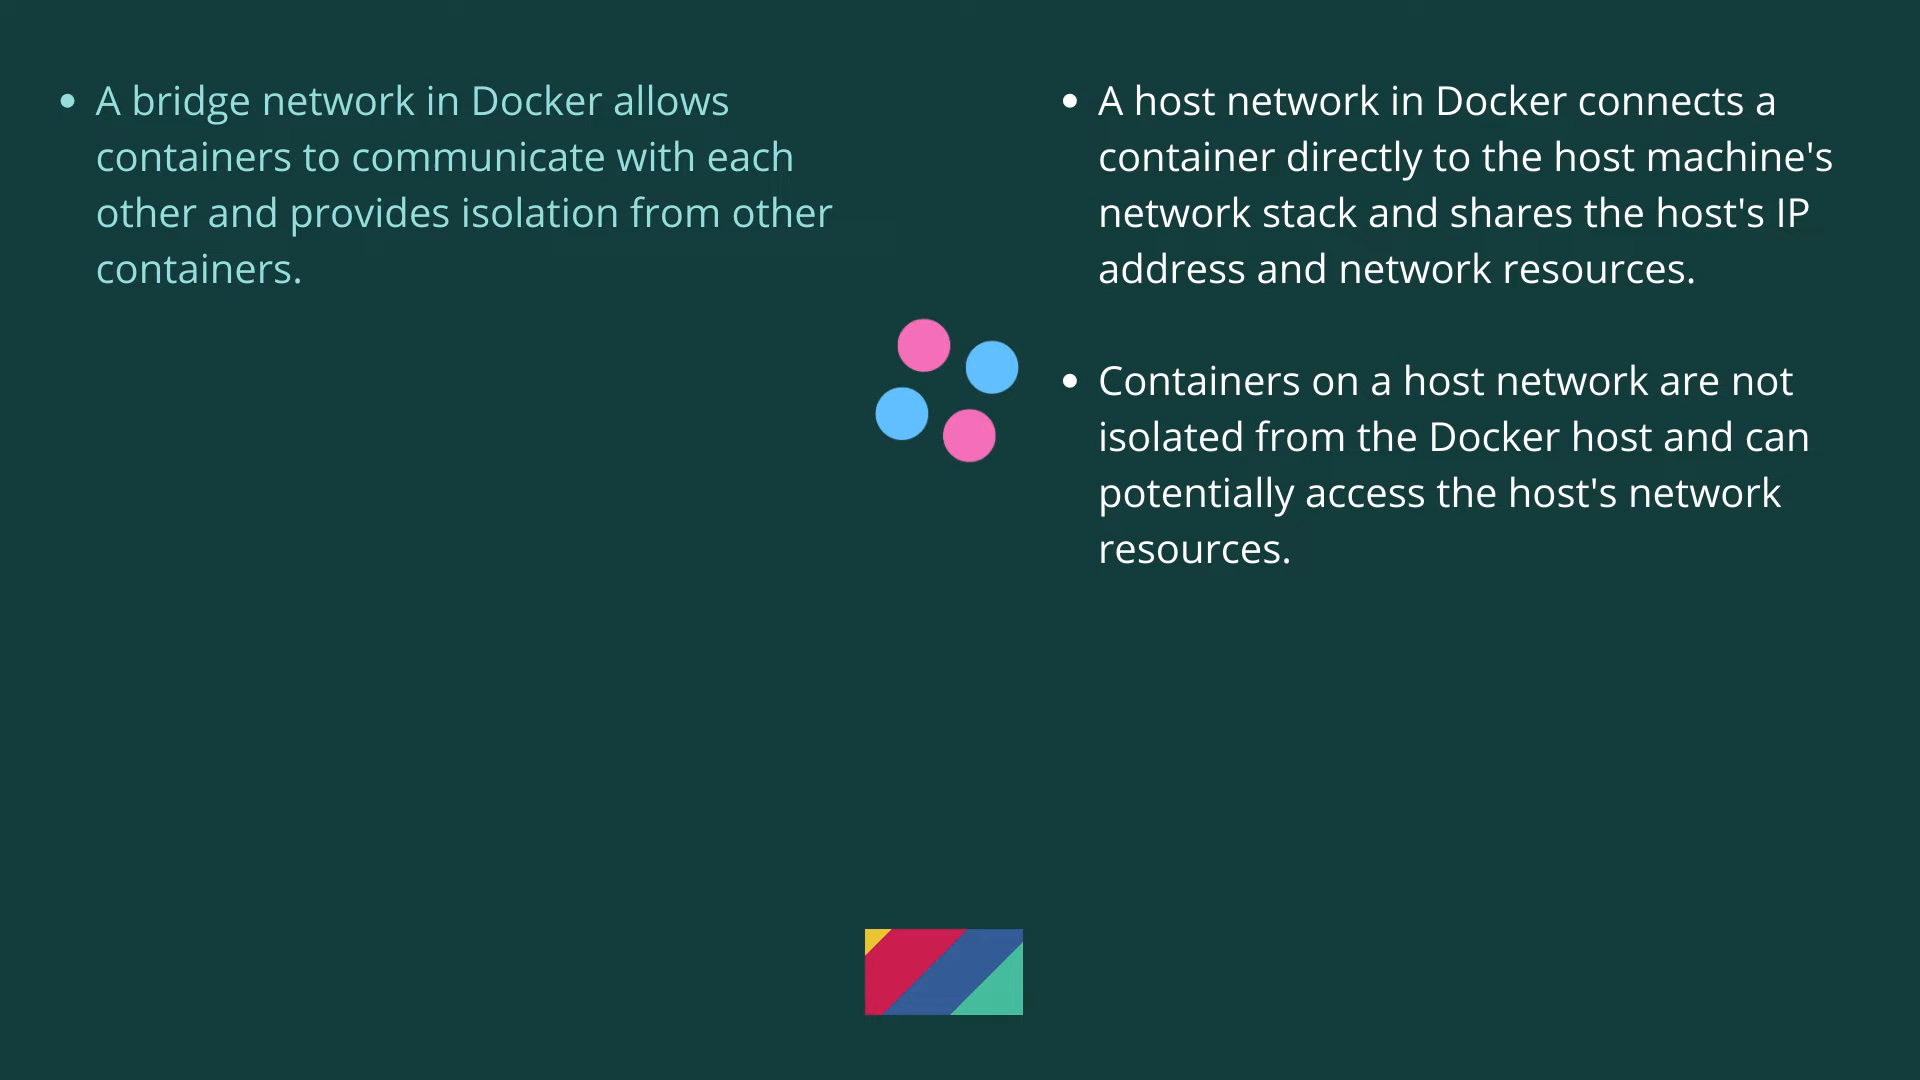 • A bridge network in Docker allows
containers to communicate with each
other and provides isolation from other
containers.
• A host network in Docker connects a
container directly to the host machine's
network stack and shares the host's IP
address and network resources.
• Containers on a host network are not
isolated from the Docker host and can
potentially access the host's network
resources.